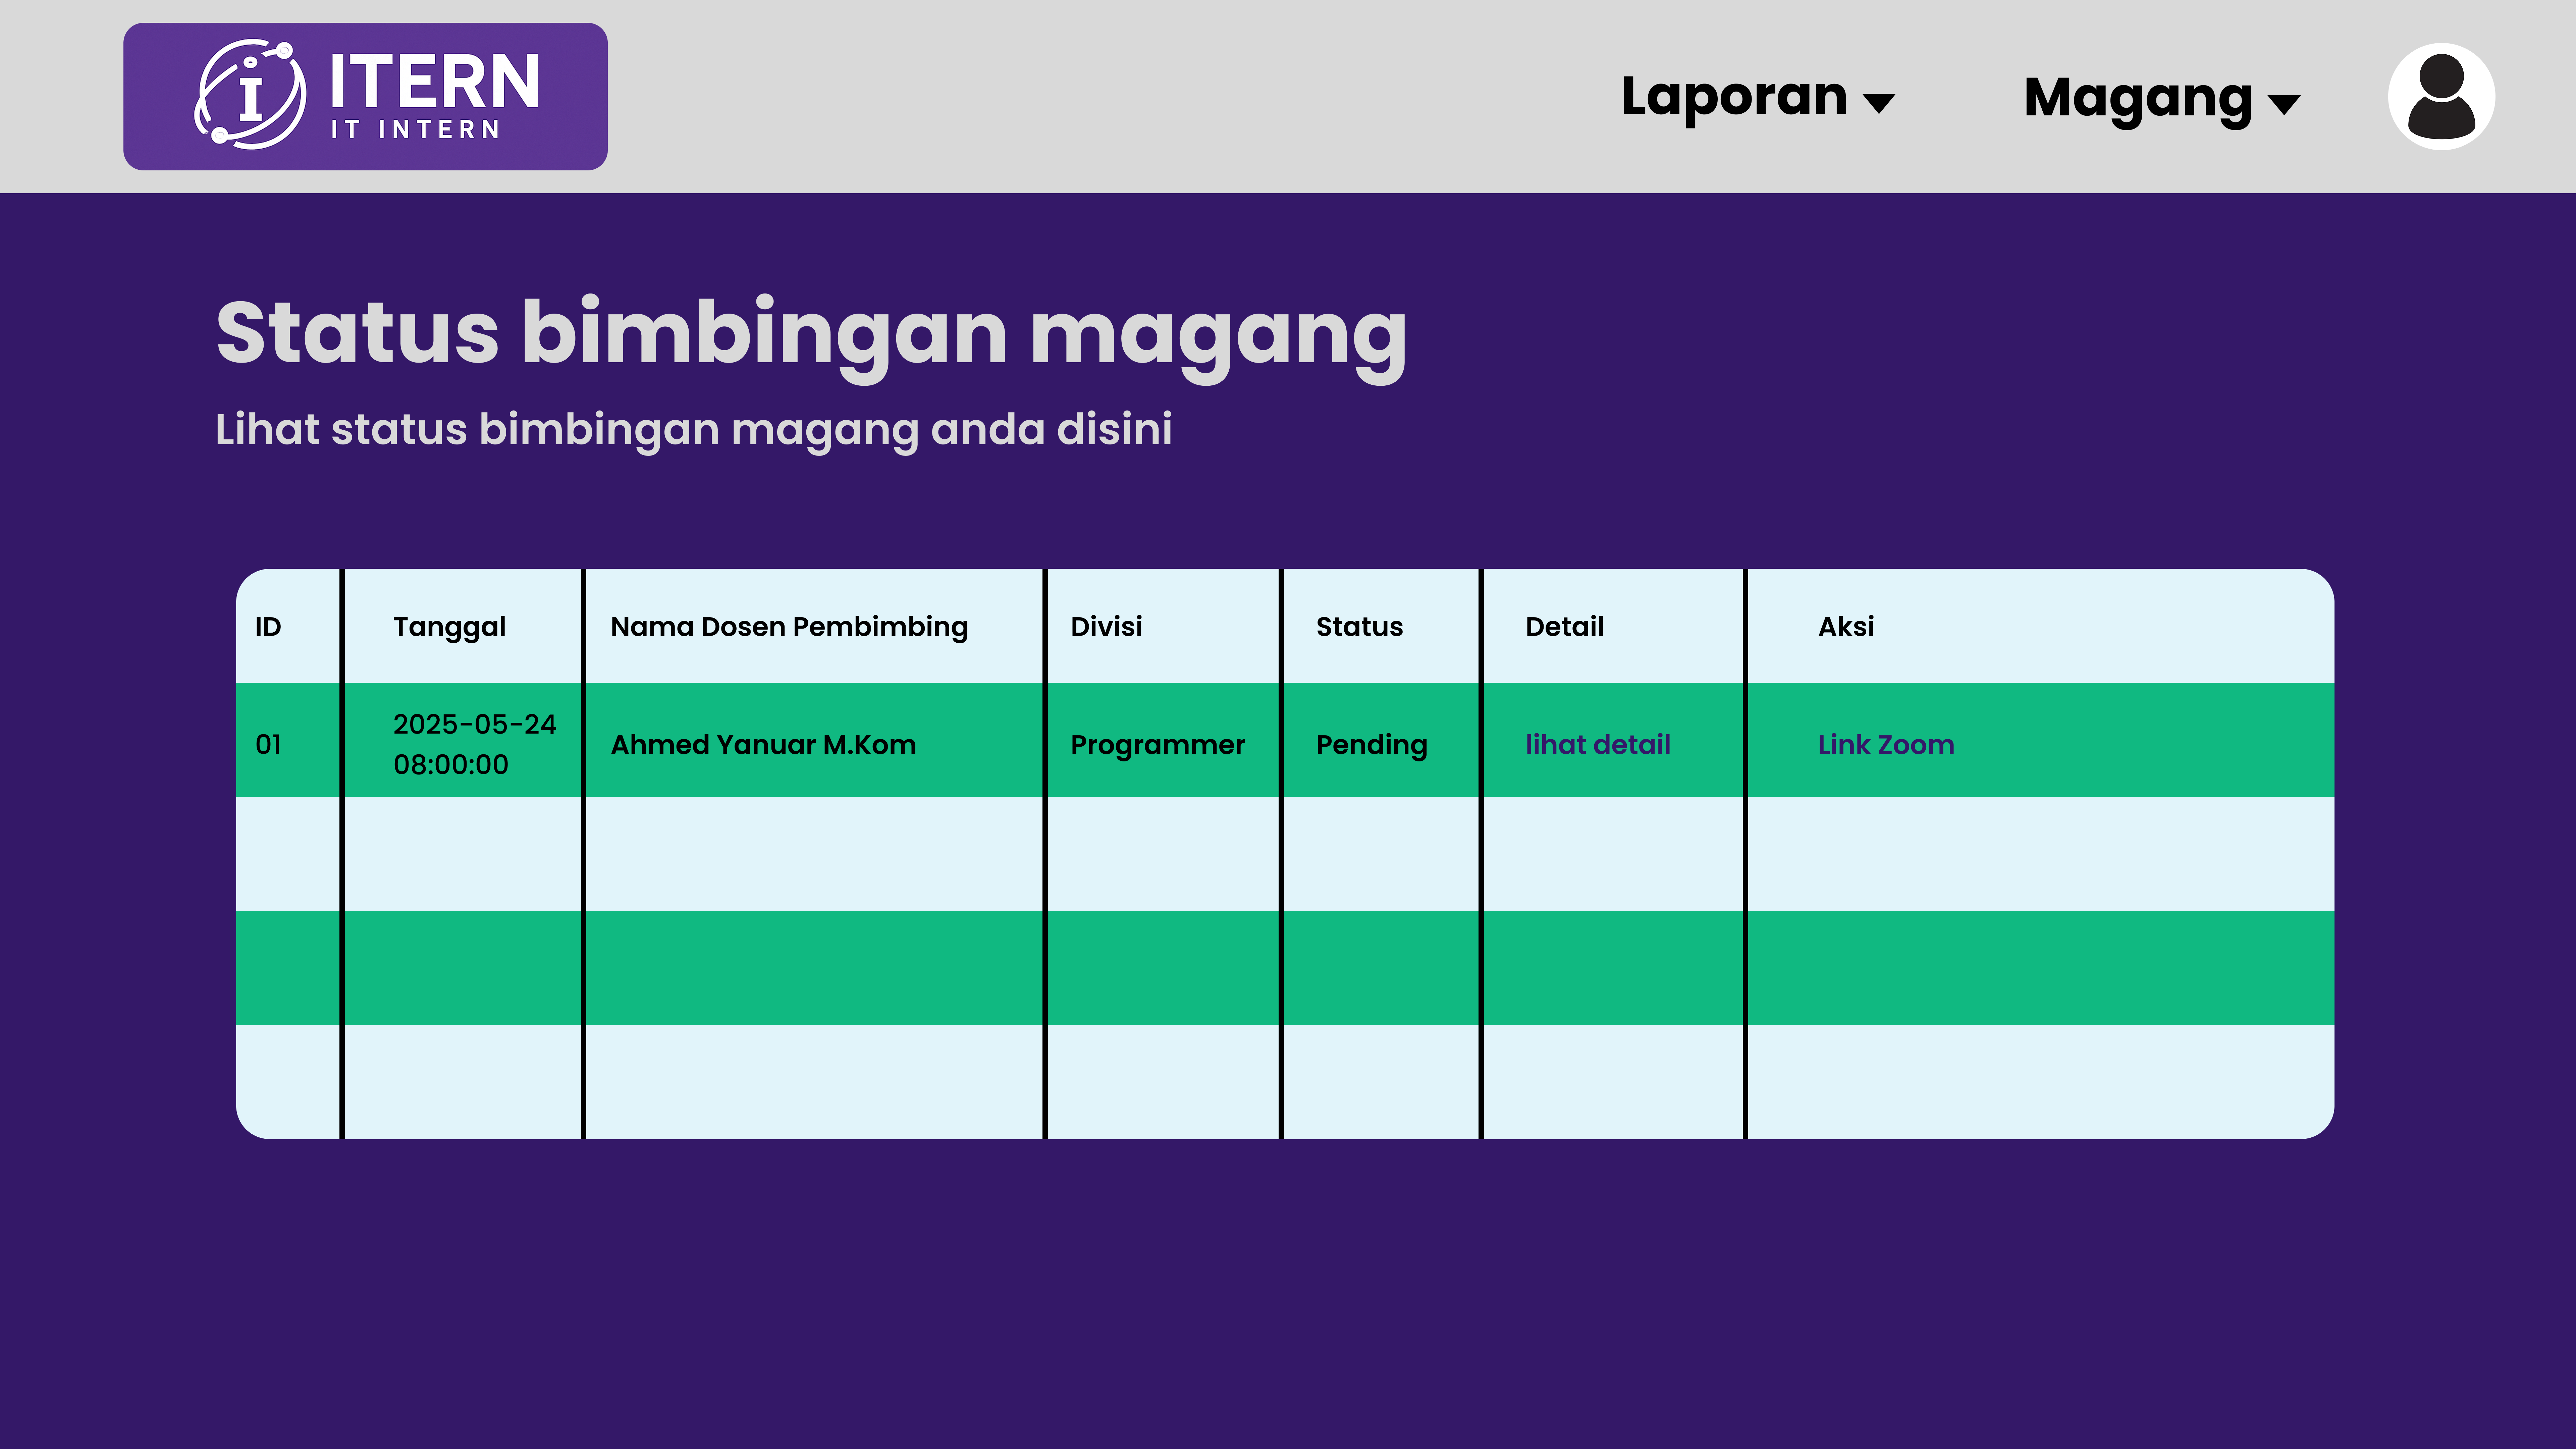 ITERN
IT INTERN
Laporan
Magang
Status bimbingan magang
Lihat status bimbingan magang anda disini
ID Tanggal Nama Dosen Pembimbing Divisi Status Detail Aksi
01 2025-05-24 08:00:00 Ahmed Yanuar M.Kom Programmer Pending lihat detail Link Zoom